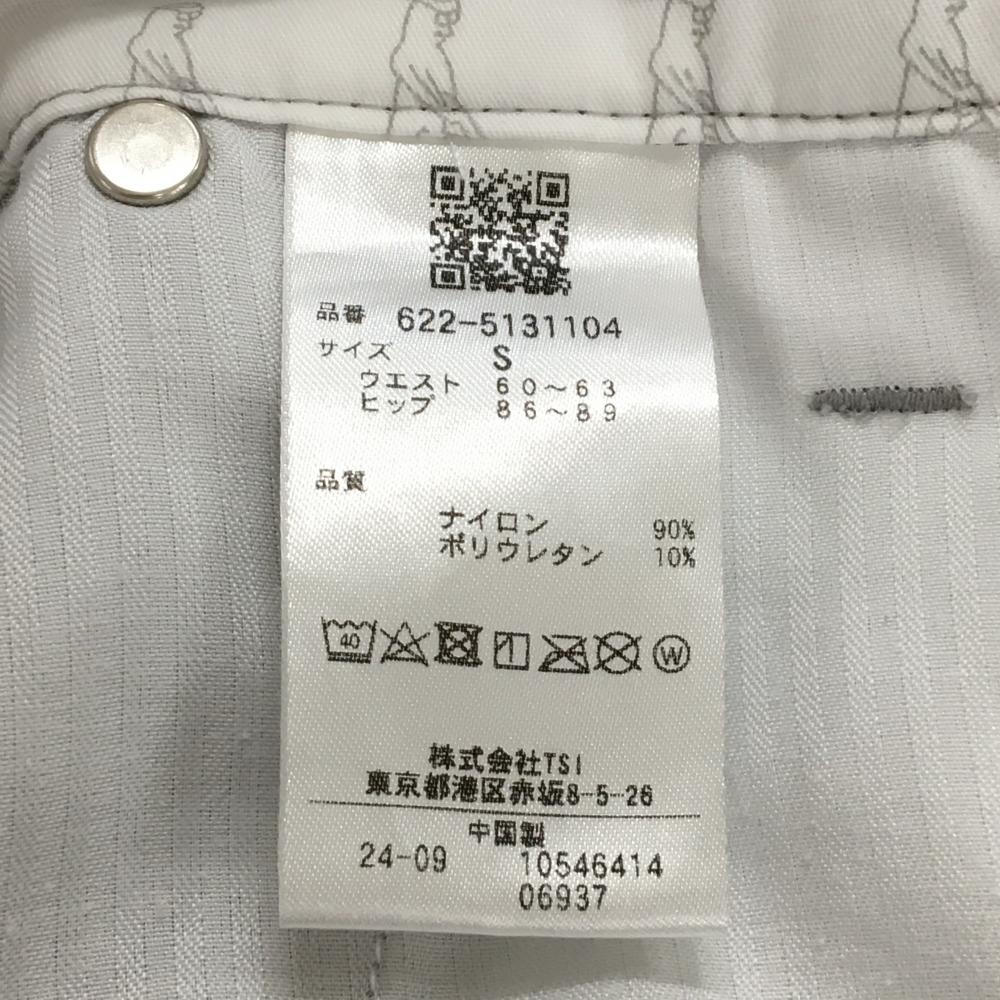 品番 622-5131104
サイズ S
ウエスト 60~63
ヒップ 86~89
品質
ナイロン 90%
ポリウレタン 10%
40 W
株式会社TSI
東京都港区赤坂8-5-26
中国製
24-09 10546414
06937